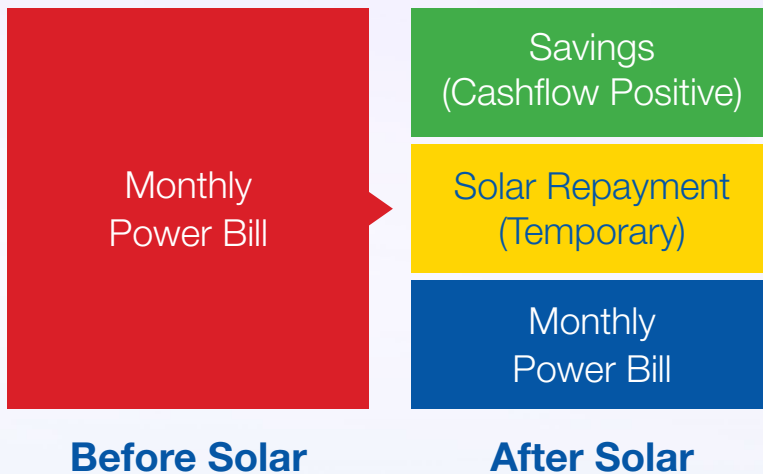 Monthly
Power Bill
Savings
(Cashflow Positive)
Solar Repayment
(Temporary)
Monthly
Power Bill
Before Solar
After Solar